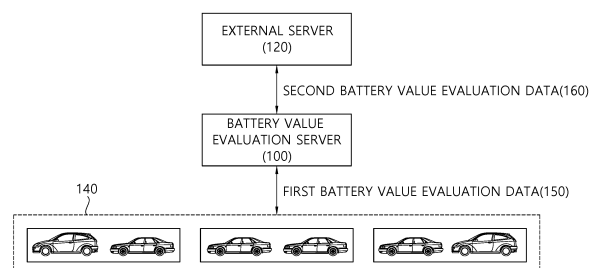 EXTERNAL SERVER
(120)
SECOND BATTERY VALUE EVALUATION DATA(160)
BATTERY VALUE
EVALUATION SERVER
(100)
140
FIRST BATTERY VALUE EVALUATION DATA(150)